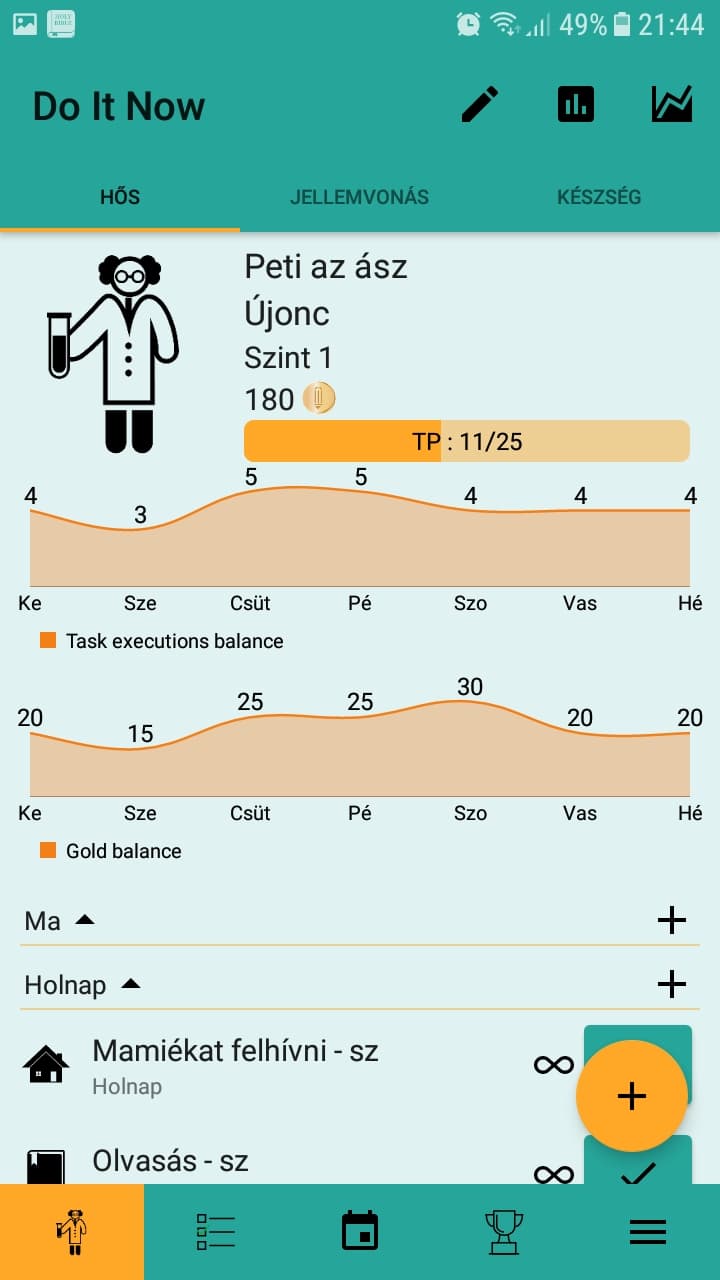 HOLY
BIBLE
49% 21:44
Do It Now
HŐS JELLEMVONÁS KÉSZSÉG
Peti az ász
Újonc
Szint 1
180
TP : 11/25
4 3 5 5 4 4 4
Ke Sze Csüt Pé Szo Vas Hé
Task executions balance
20 15 25 25 30 20 20
Ke Sze Csüt Pé Szo Vas Hé
Gold balance
Ma
Holnap
Mamiékat felhívni - sz
Holnap
Olvasás - sz